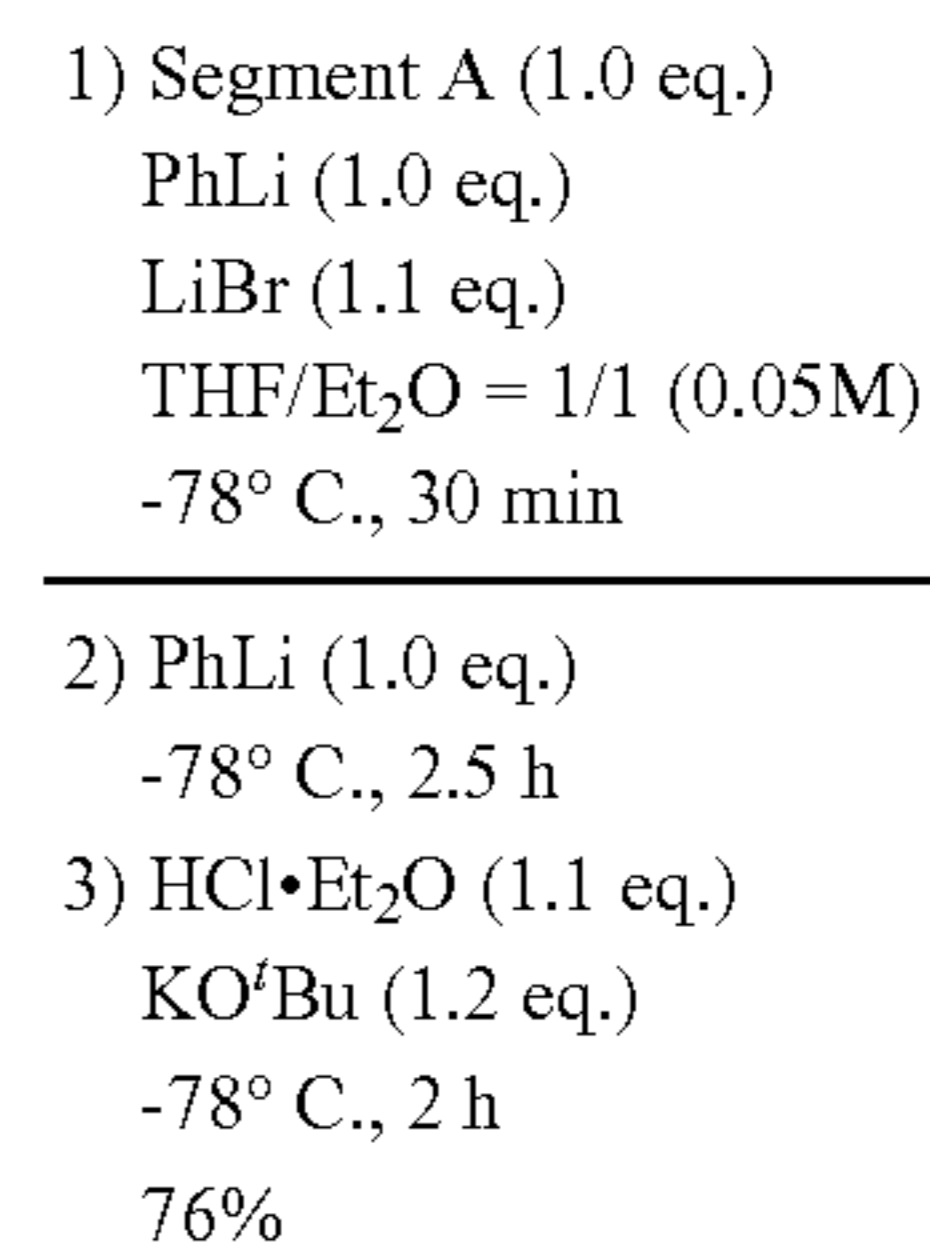 1) Segment A (1.0 eq.)
PhLi (1.0 eq.)
LiBr (1.1 eq.)
THF/Et₂O = 1/1 (0.05M)
-78° C., 30 min
2) PhLi (1.0 eq.)
-78° C., 2.5 h
3) HCl•Et₂O (1.1 eq.)
KOᵗBu (1.2 eq.)
-78° C., 2 h
76%